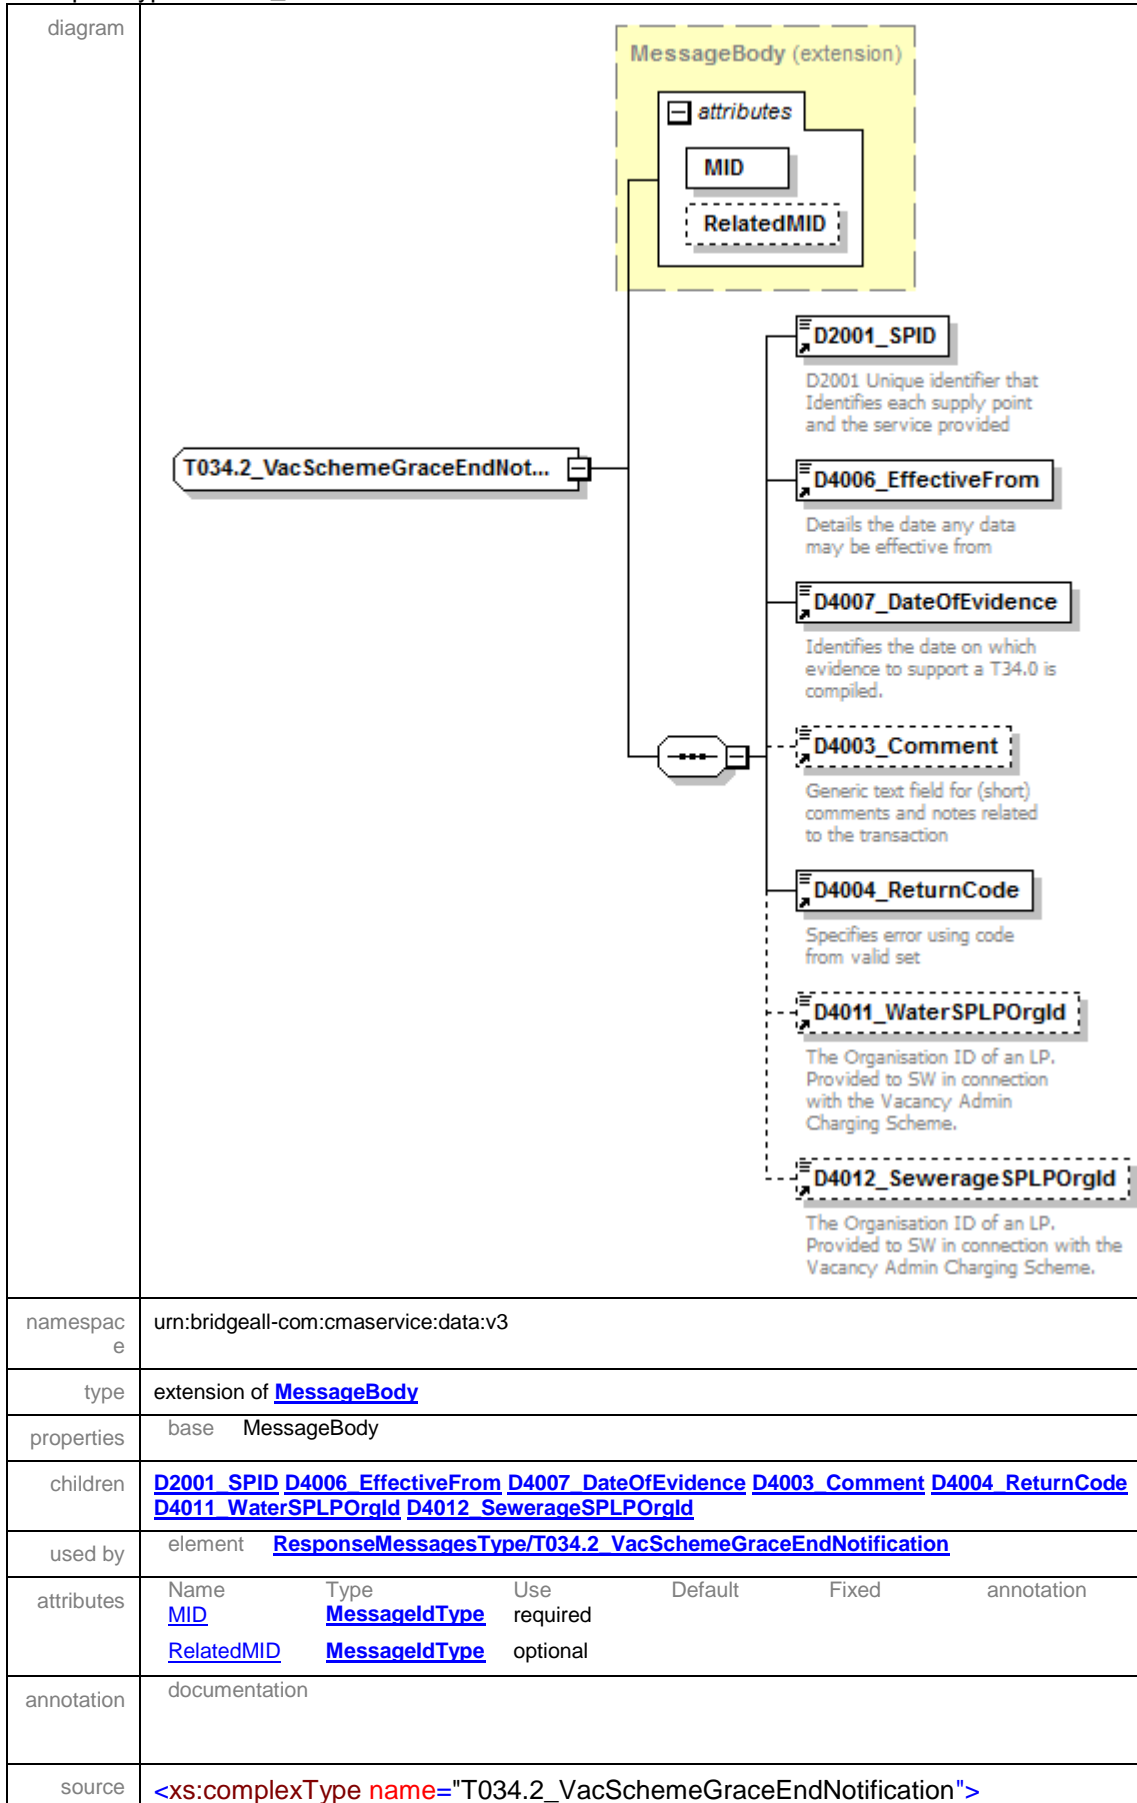 diagram
MessageBody (extension)
attributes
MID
RelatedMID
D2001_SPID
D2001 Unique identifier that
Identifies each supply point
and the service provided
T034.2_VacSchemeGraceEndNot...
D4006_EffectiveFrom
Details the date any data
may be effective from
D4007_DateOfEvidence
Identifies the date on which
evidence to support a T34.0 is
compiled.
D4003_Comment
Generic text field for (short)
comments and notes related
to the transaction
D4004_ReturnCode
Specifies error using code
from valid set
D4011_WaterSPLPOrgId
The Organisation ID of an LP.
Provided to SW in connection
with the Vacancy Admin
Charging Scheme.
D4012_SewerageSPLPOrgId
The Organisation ID of an LP.
Provided to SW in connection with the
Vacancy Admin Charging Scheme.
namespac
e
urn:bridgeall-com:cmaservice:data:v3
type extension of MessageBody
properties base MessageBody
children D2001_SPID D4006_EffectiveFrom D4007_DateOfEvidence D4003_Comment D4004_ReturnCode
D4011_WaterSPLPOrgId D4012_SewerageSPLPOrgId
used by element ResponseMessagesType/T034.2_VacSchemeGraceEndNotification
attributes Name Type Use Default Fixed annotation
MID MessageIdType required
RelatedMID MessageIdType optional
annotation documentation
source <xs:complexType name="T034.2_VacSchemeGraceEndNotification">